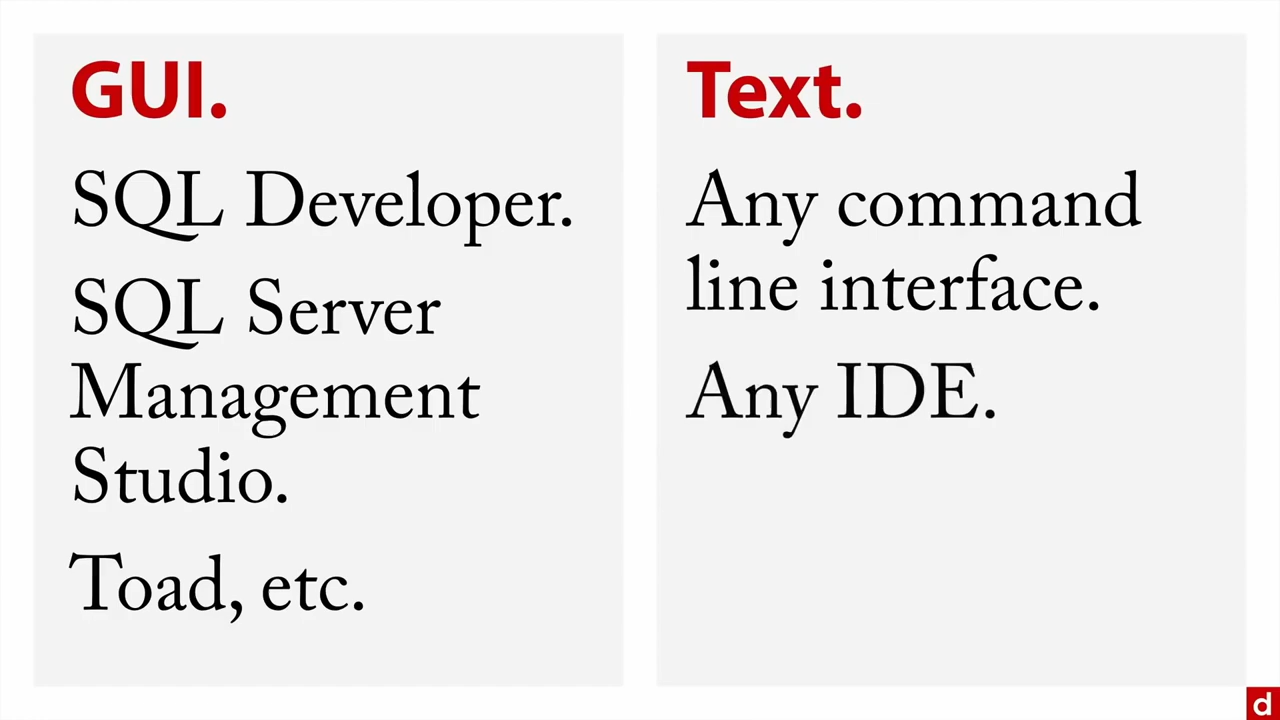 GUI.
SQL Developer.
SQL Server
Management
Studio.
Toad, etc.
Text.
Any command
line interface.
Any IDE.
d